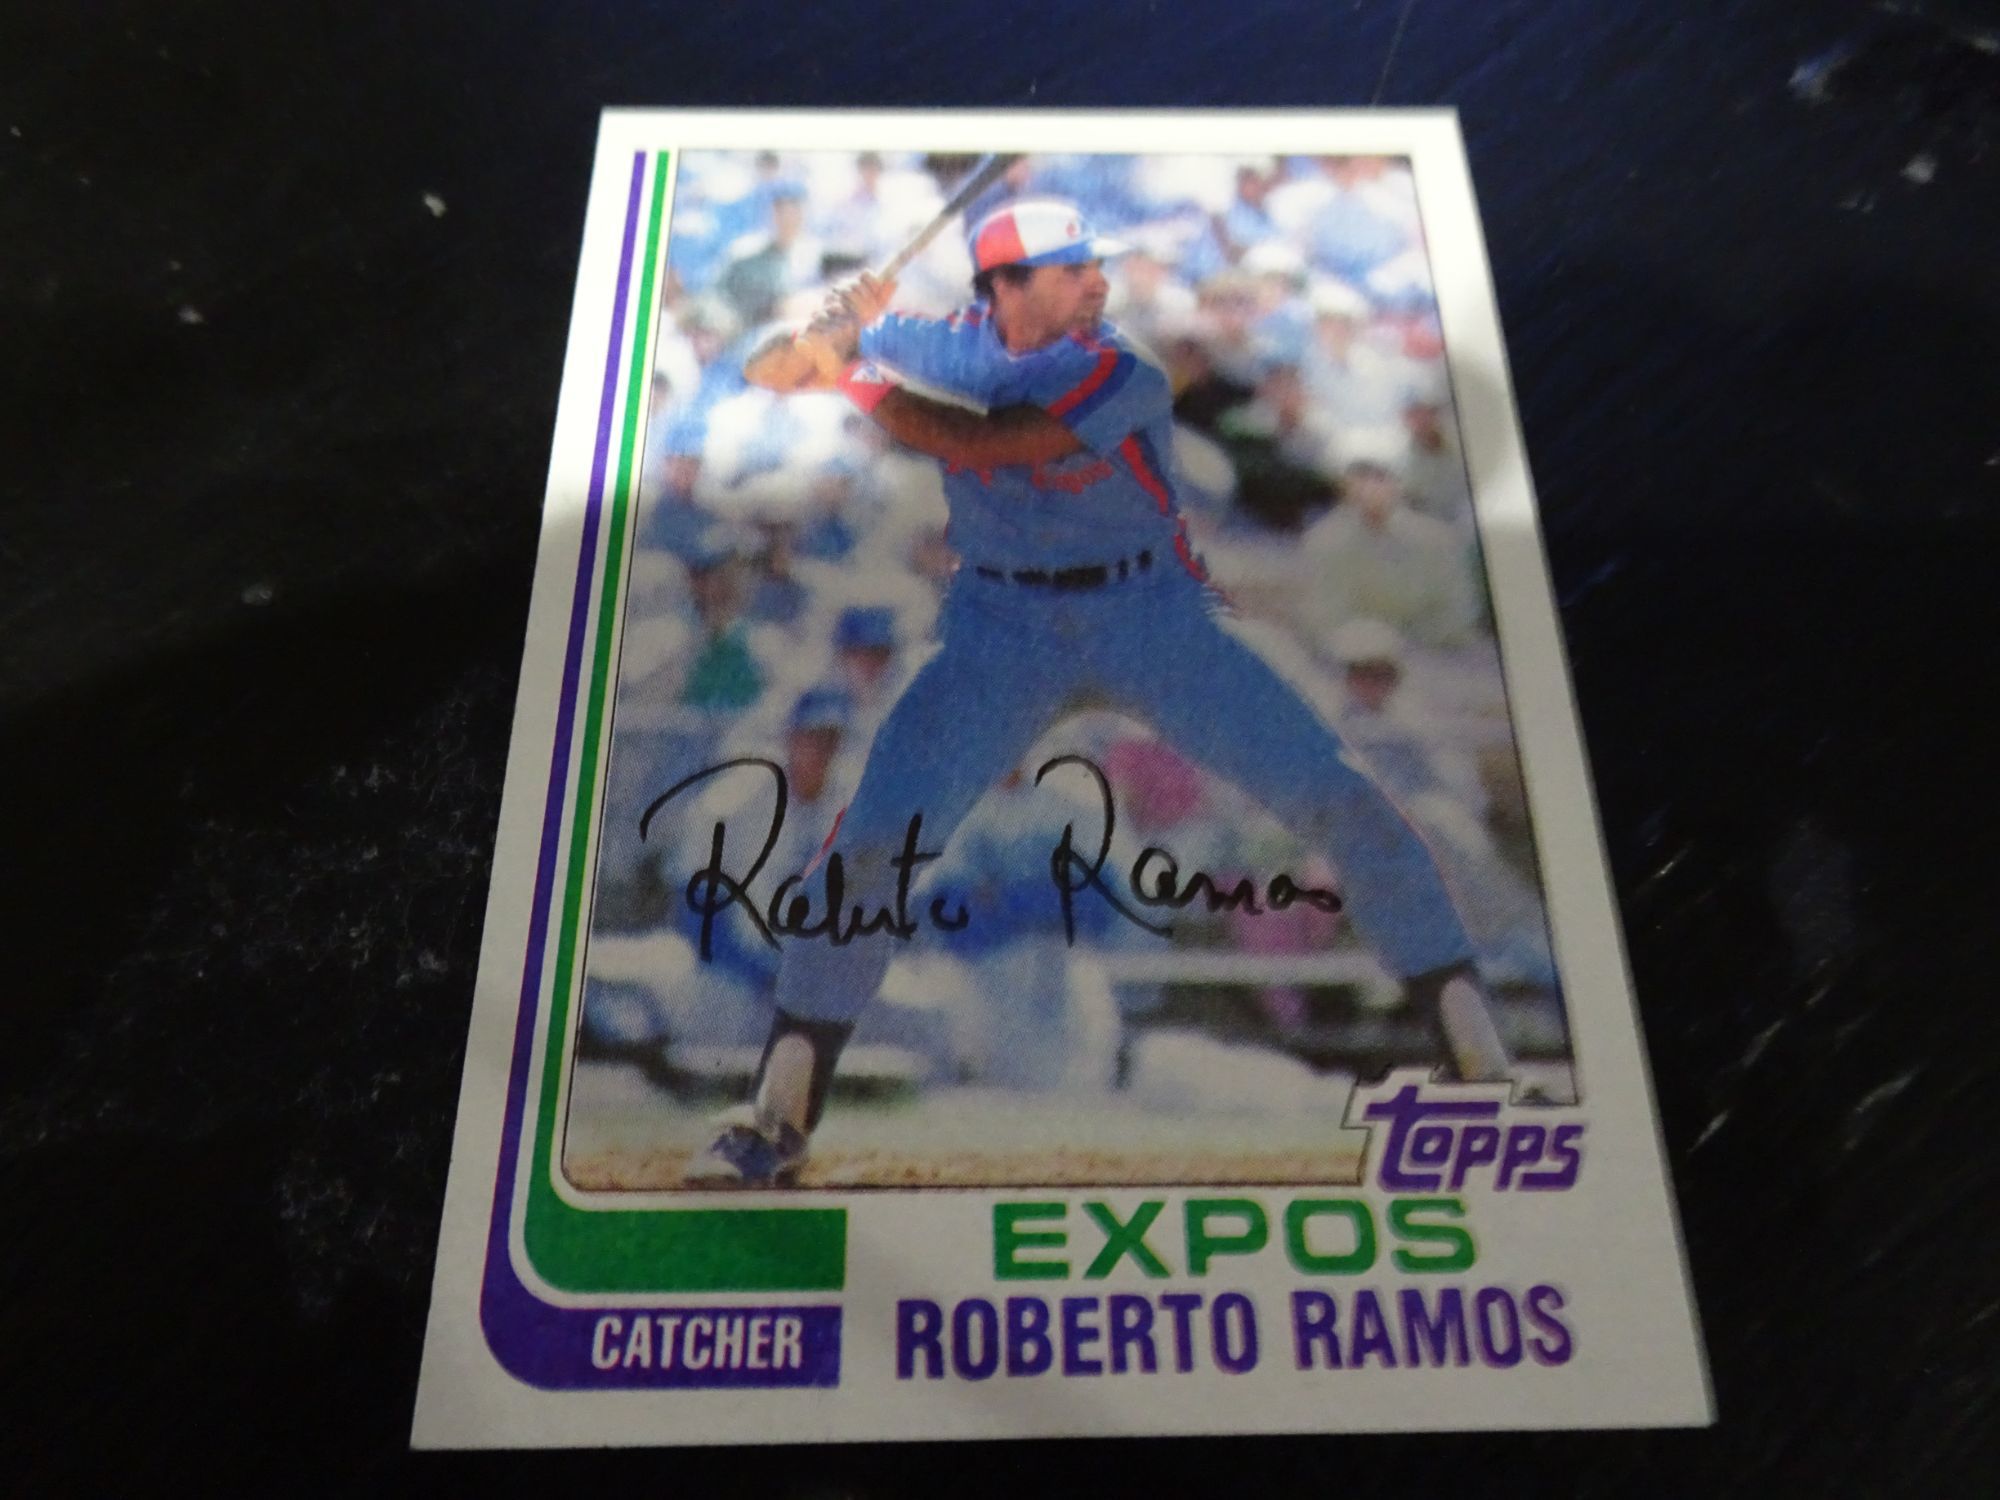 Roberto Ramos
topps
EXPOS
CATCHER
ROBERTO RAMOS